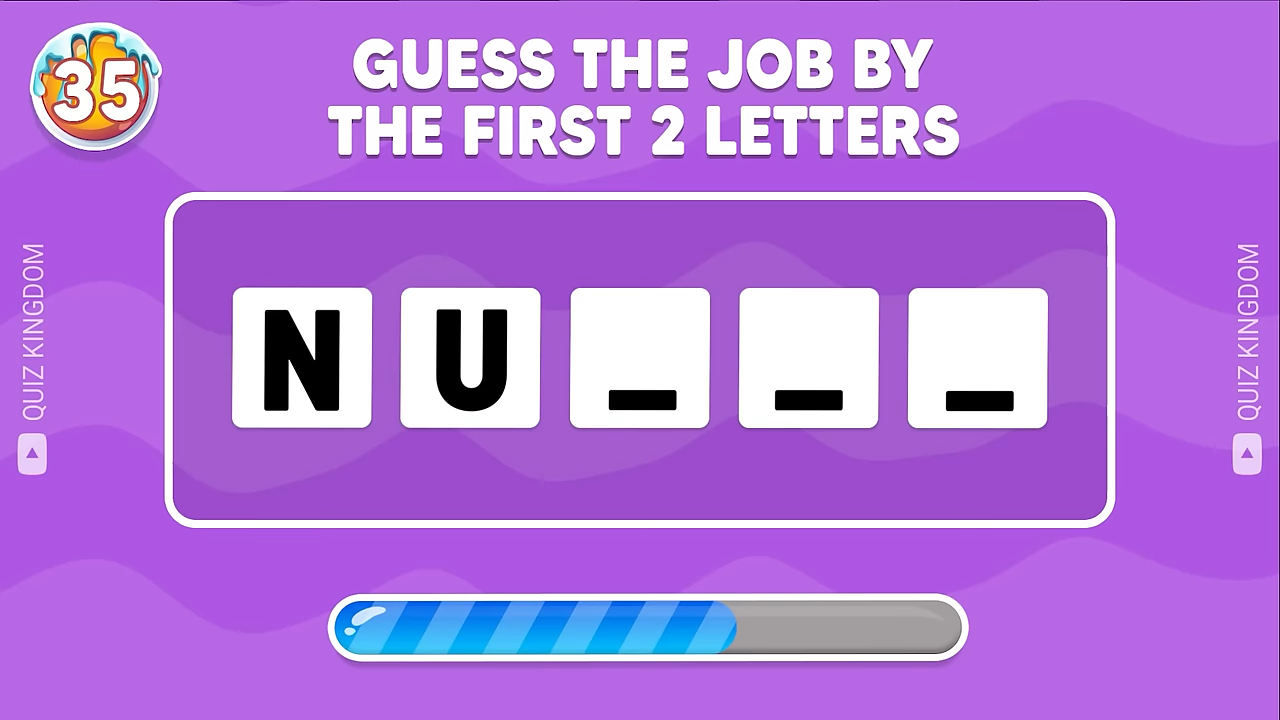 35
GUESS THE JOB BY
THE FIRST 2 LETTERS
QUIZ KINGDOM
N U _ _ _
QUIZ KINGDOM